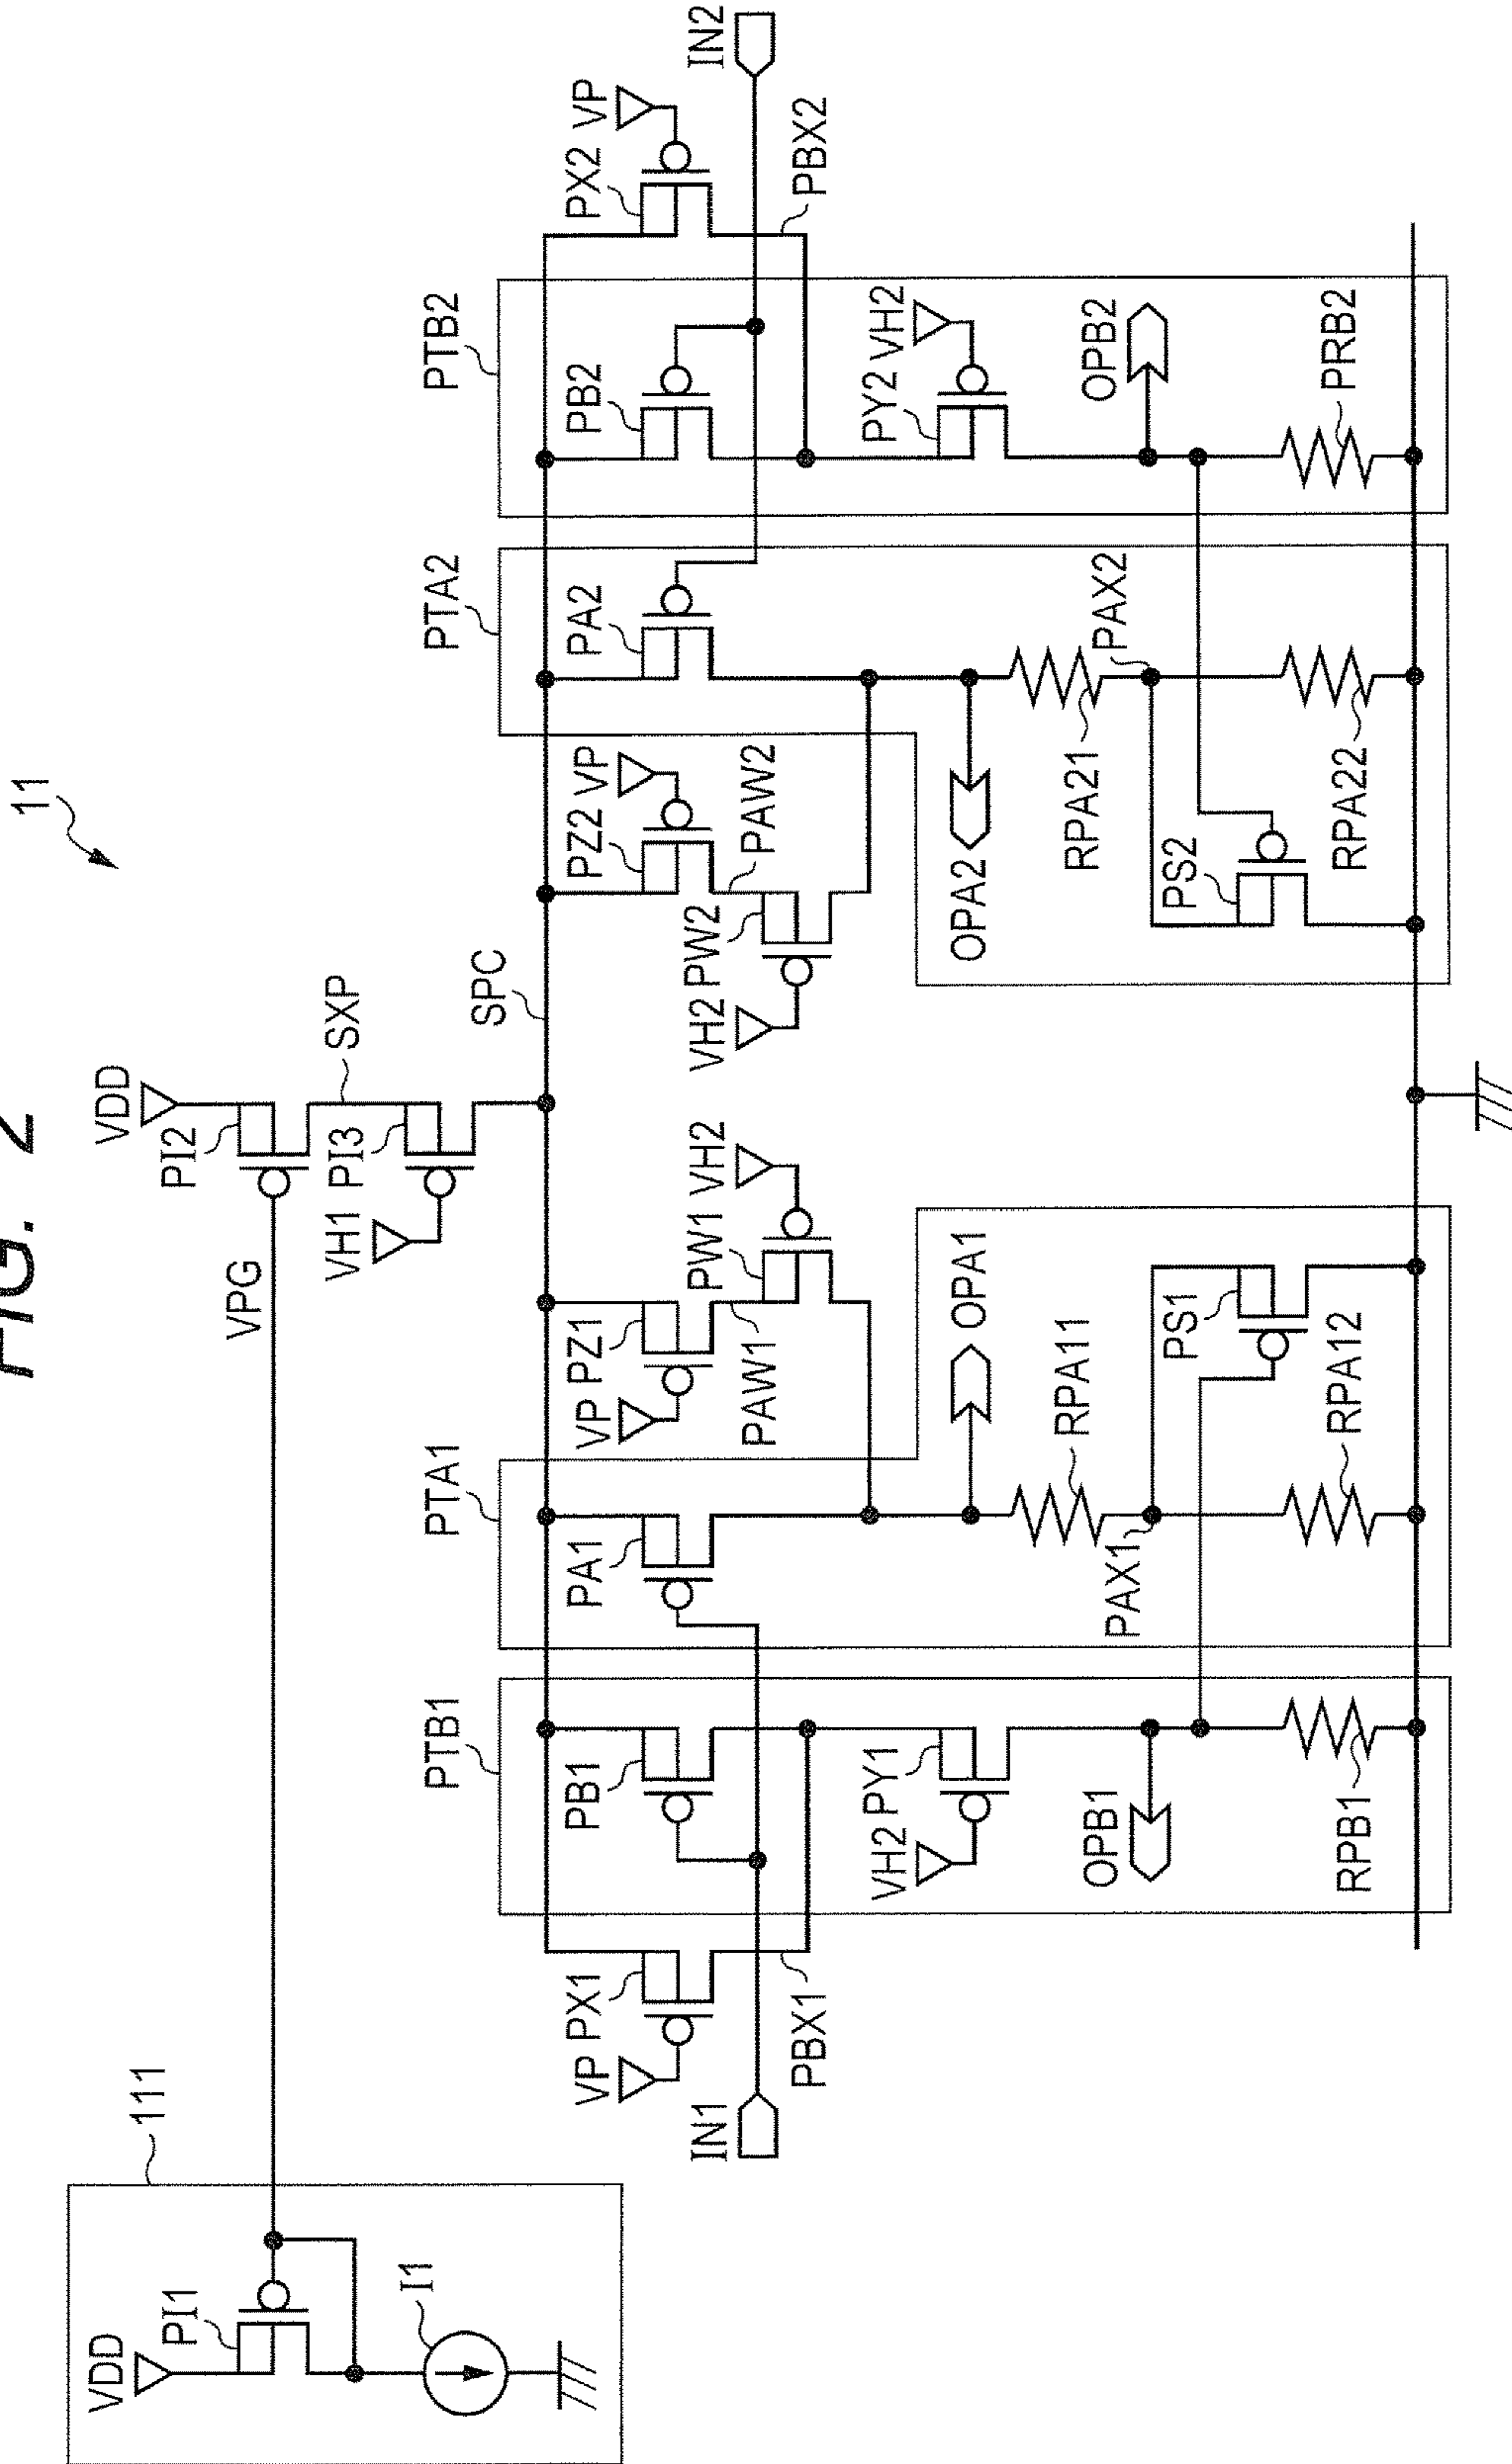 FIG. 2
11
111
VDD
PI1
I1
VPG
VDD
PI2
SXP
VH1
PI3
SPC
PTB1
PTA1
PTA2
PTB2
VP
PX1
PB1
PA1
VP
PZ1
PZ2
VP
PA2
PB2
PX2
VP
IN1
PBX1
PAW1
PW1
VH2
VH2
PW2
PAW2
PBX2
IN2
VH2
PY1
OPA1
OPA2
PY2
VH2
OPB1
PAX1
RPA11
RPA21
PAX2
OPB2
RPB1
RPA12
PS1
PS2
RPA22
PRB2